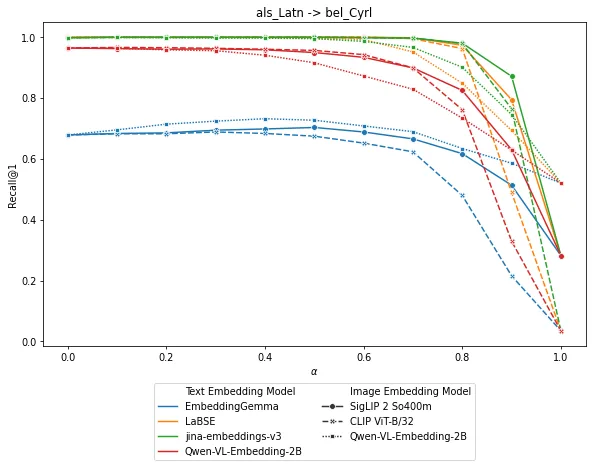 als_Latn -> bel_Cyrl
1.0
0.8
0.6
0.4
0.2
0.0
Recall@1
0.0 0.2 0.4 0.6 0.8 1.0
α
Text Embedding Model
EmbeddingGemma
LaBSE
jina-embeddings-v3
Qwen-VL-Embedding-2B
Image Embedding Model
SigLIP 2 So400m
CLIP ViT-B/32
Qwen-VL-Embedding-2B